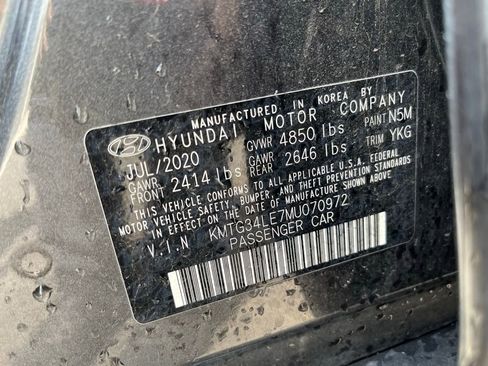 MANUFACTURED IN KOREA BY
HYUNDAI MOTOR COMPANY
JUL/2020 GVWR 4850 lbs PAINT N5M
GAWR FRONT 2414 lbs GAWR REAR 2646 lbs TRIM YKG
THIS VEHICLE CONFORMS TO ALL APPLICABLE U.S.A. FEDERAL
MOTOR VEHICLE SAFETY, BUMPER, AND THEFT PREVENTION STANDARDS
IN EFFECT ON THE DATE OF MANUFACTURE SHOWN ABOVE.
V.I.N KMTG34LE7MU070972
PASSENGER CAR